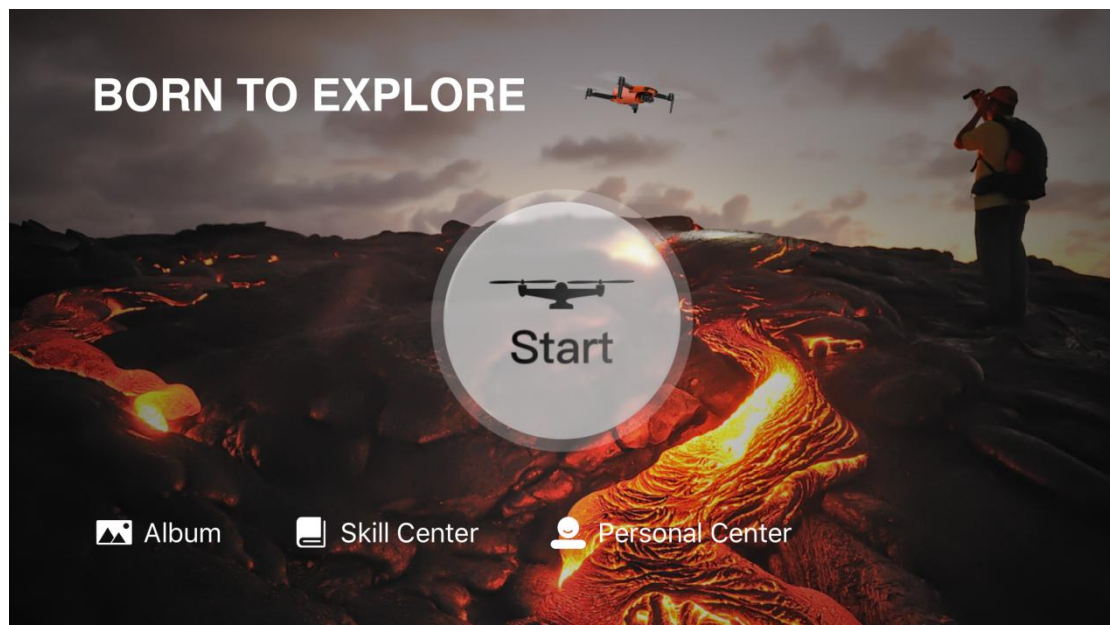 BORN TO EXPLORE
Start
Album
Skill Center
Personal Center